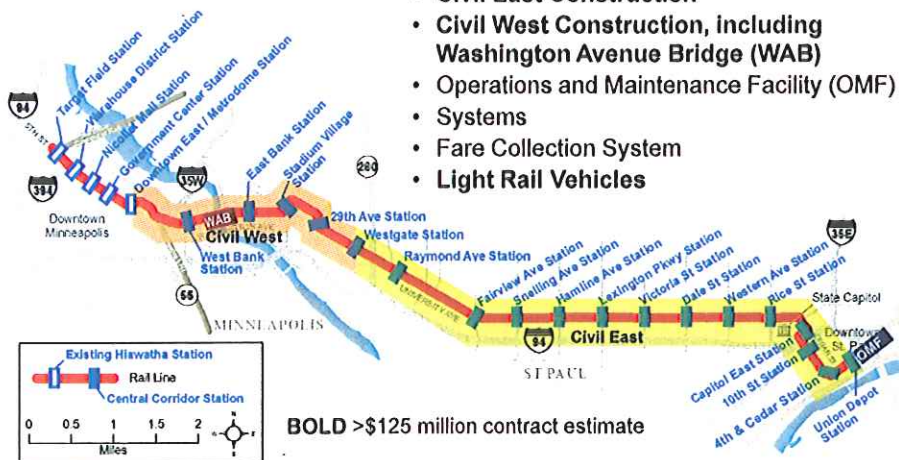 • Civil East Construction
• Civil West Construction, including
Washington Avenue Bridge (WAB)
• Operations and Maintenance Facility (OMF)
• Systems
• Fare Collection System
• Light Rail Vehicles
94
5TH ST
Target Field Station
Warehouse District Station
Nicollet Mall Station
Government Center Station
Downtown East / Metrodome Station
394
35W
Downtown
Minneapolis
West Bank
Station
WAB
Civil West
East Bank Station
Stadium Village
Station
280
29th Ave Station
Westgate Station
Raymond Ave Station
UNIVERSITY AVE
55
MINNEAPOLIS
Fairview Ave Station
Snelling Ave Station
Hamline Ave Station
Lexington Pkwy Station
Victoria St Station
Dale St Station
Western Ave Station
Rice St Station
35E
State Capitol
94
Civil East
ST PAUL
Downtown
Capitol East Station
10th St Station
4th & Cedar Station
OMF
Union Depot
Station
Existing Hiawatha Station
Rail Line
Central Corridor Station
0 0.5 1 1.5 2
Miles
N
W E
S
BOLD >$125 million contract estimate